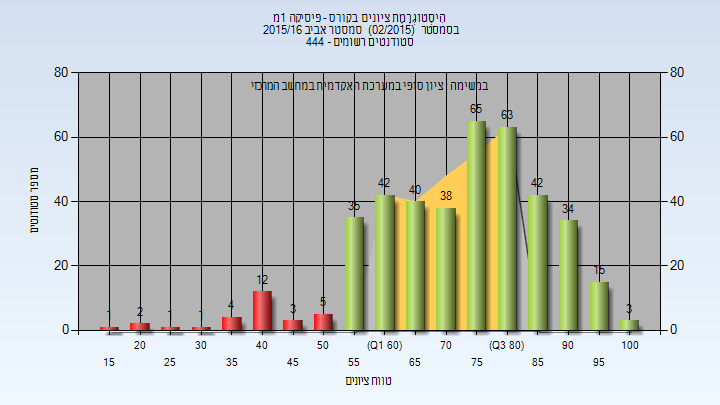 היסטוגרמת ציונים בקורס - פיסיקה 1מ
בסמסטר (02/2015) סמסטר אביב 2015/16
סטודנטים רשומים - 444
במשימה : ציון סופי במערכת האקדמית במחשב המרכזי
80 80
60 60
40 40
20 20
0 0
מספר סטודנטים
1 2 1 1 4 12 3 5 35 42 40 38 65 63 42 34 15 3
20 30 40 50 (Q1 60) 70 (Q3 80) 90 100
15 25 35 45 55 65 75 85 95
טווח ציונים